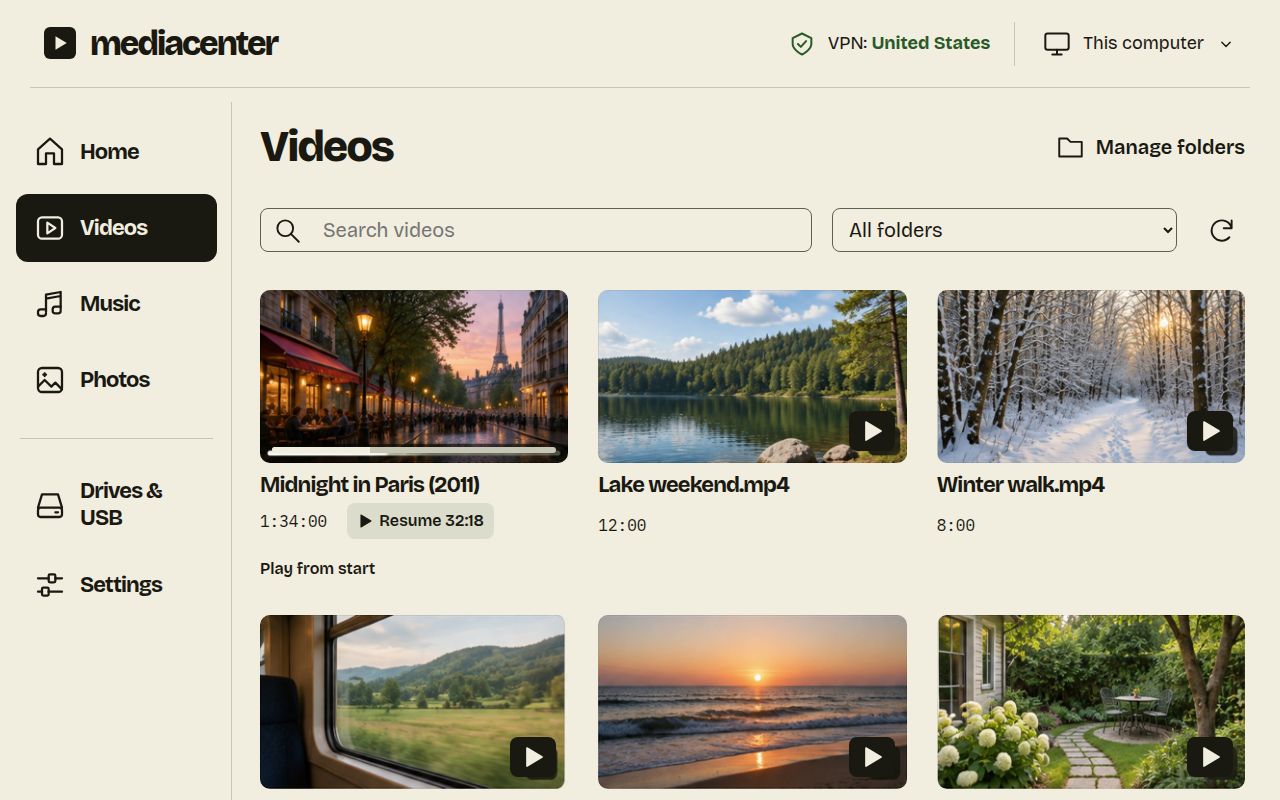 mediacenter
VPN: United States
This computer
Home
Videos
Music
Photos
Drives &
USB
Settings
Videos
Manage folders
Search videos
All folders
Midnight in Paris (2011)
1:34:00
Resume 32:18
Play from start
Lake weekend.mp4
12:00
Winter walk.mp4
8:00